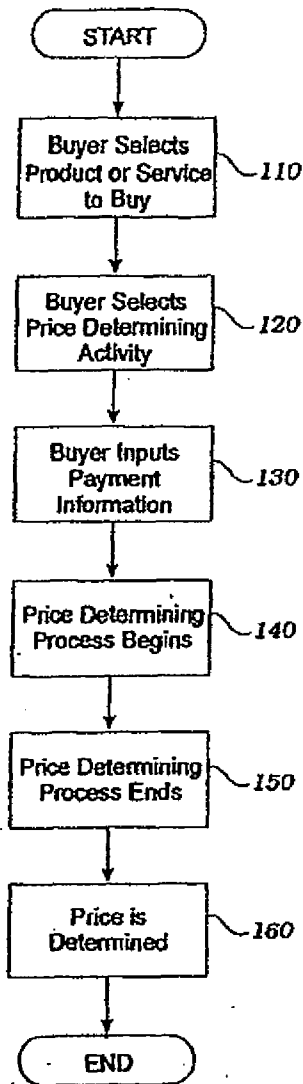 START
Buyer Selects
Product or Service
to Buy
110
Buyer Selects
Price Determining
Activity
120
Buyer Inputs
Payment
Information
130
Price Determining
Process Begins
140
Price Determining
Process Ends
150
Price is
Determined
160
END